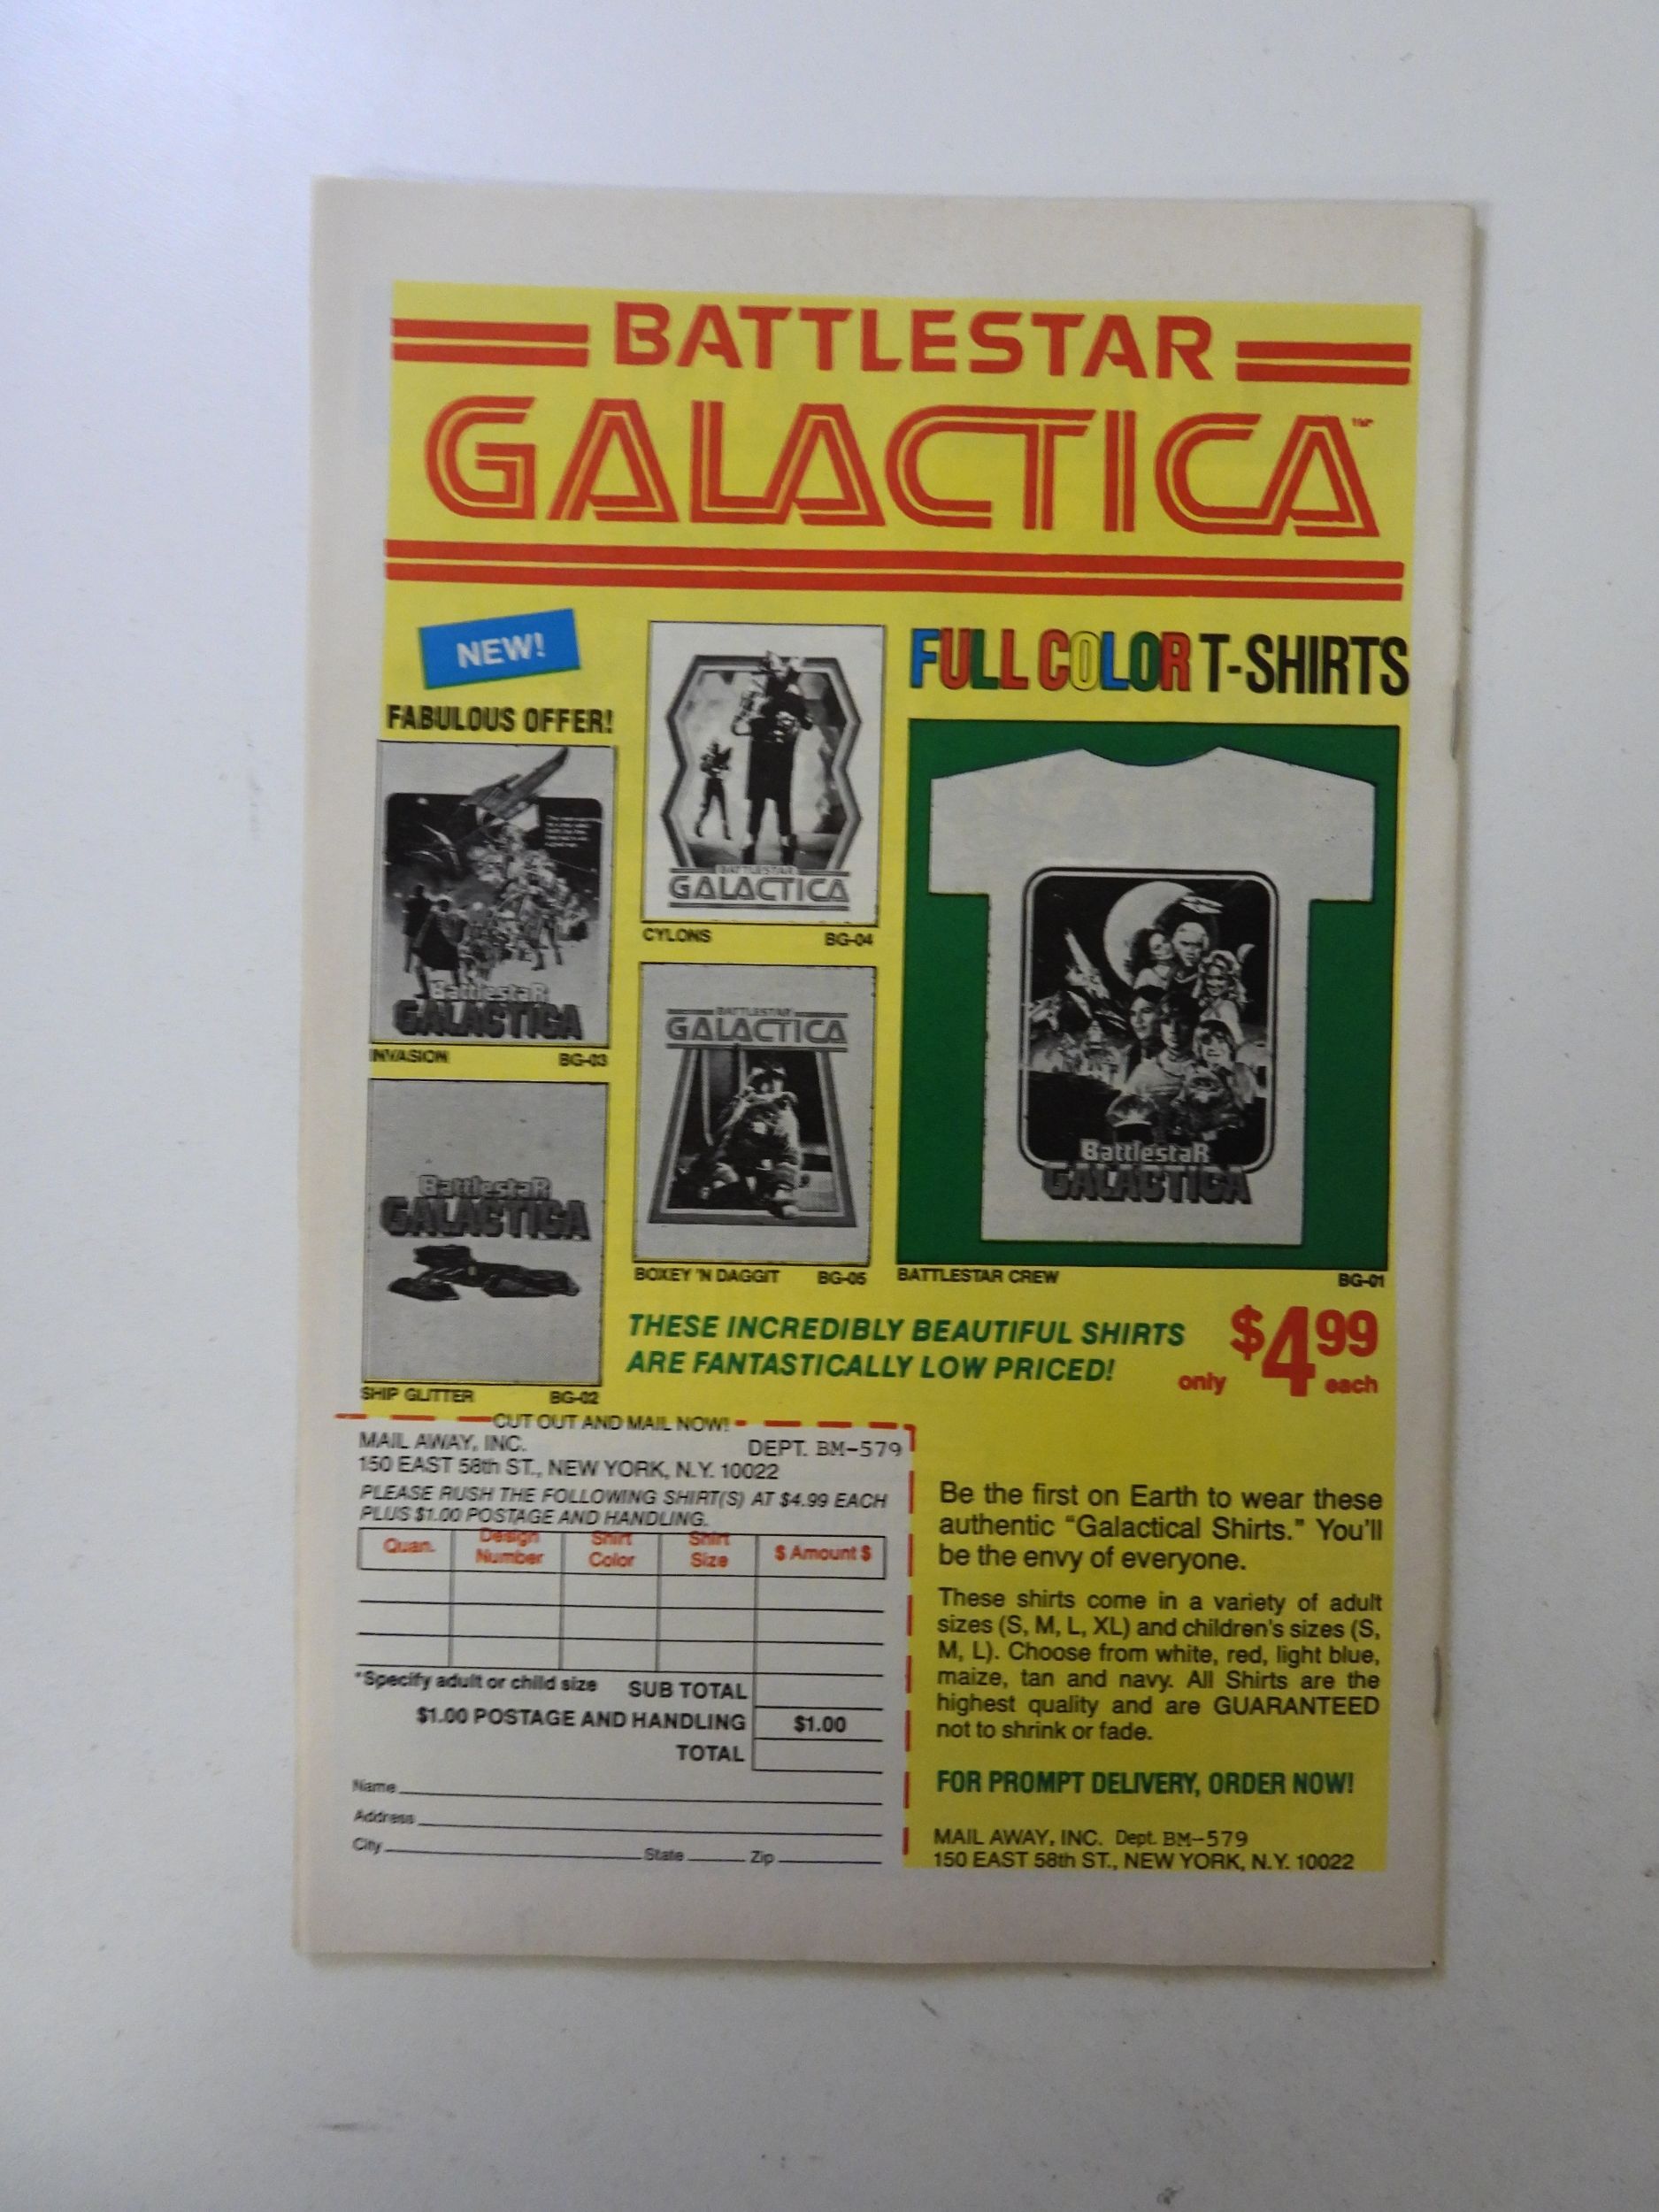 BATTLESTAR
GALACTICA™
NEW!
FABULOUS OFFER!
FULL COLOR T-SHIRTS
BattlestaR
GALACTICA
INVASION BG-03
BATTLESTAR
GALACTICA
CYLONS BG-04
BattlestaR
GALACTICA
SHIP GLITTER BG-02
BATTLESTAR
GALACTICA
BOXEY 'N DAGGIT BG-05
BattlestaR
GALACTICA
BATTLESTAR CREW BG-01
THESE INCREDIBLY BEAUTIFUL SHIRTS
ARE FANTASTICALLY LOW PRICED!
only $4.99 each
CUT OUT AND MAIL NOW!
MAIL AWAY, INC. DEPT. BM-579
150 EAST 58th ST., NEW YORK, N.Y. 10022
PLEASE RUSH THE FOLLOWING SHIRT(S) AT $4.99 EACH
PLUS $1.00 POSTAGE AND HANDLING.
Quan. Design Number Shirt Color Shirt Size $ Amount $
*Specify adult or child size SUB TOTAL
$1.00 POSTAGE AND HANDLING $1.00
TOTAL
Name
Address
City State Zip
Be the first on Earth to wear these
authentic “Galactical Shirts.” You'll
be the envy of everyone.
These shirts come in a variety of adult
sizes (S, M, L, XL) and children's sizes (S,
M, L). Choose from white, red, light blue,
maize, tan and navy. All Shirts are the
highest quality and are GUARANTEED
not to shrink or fade.
FOR PROMPT DELIVERY, ORDER NOW!
MAIL AWAY, INC. Dept. BM-579
150 EAST 58th ST., NEW YORK, N.Y. 10022